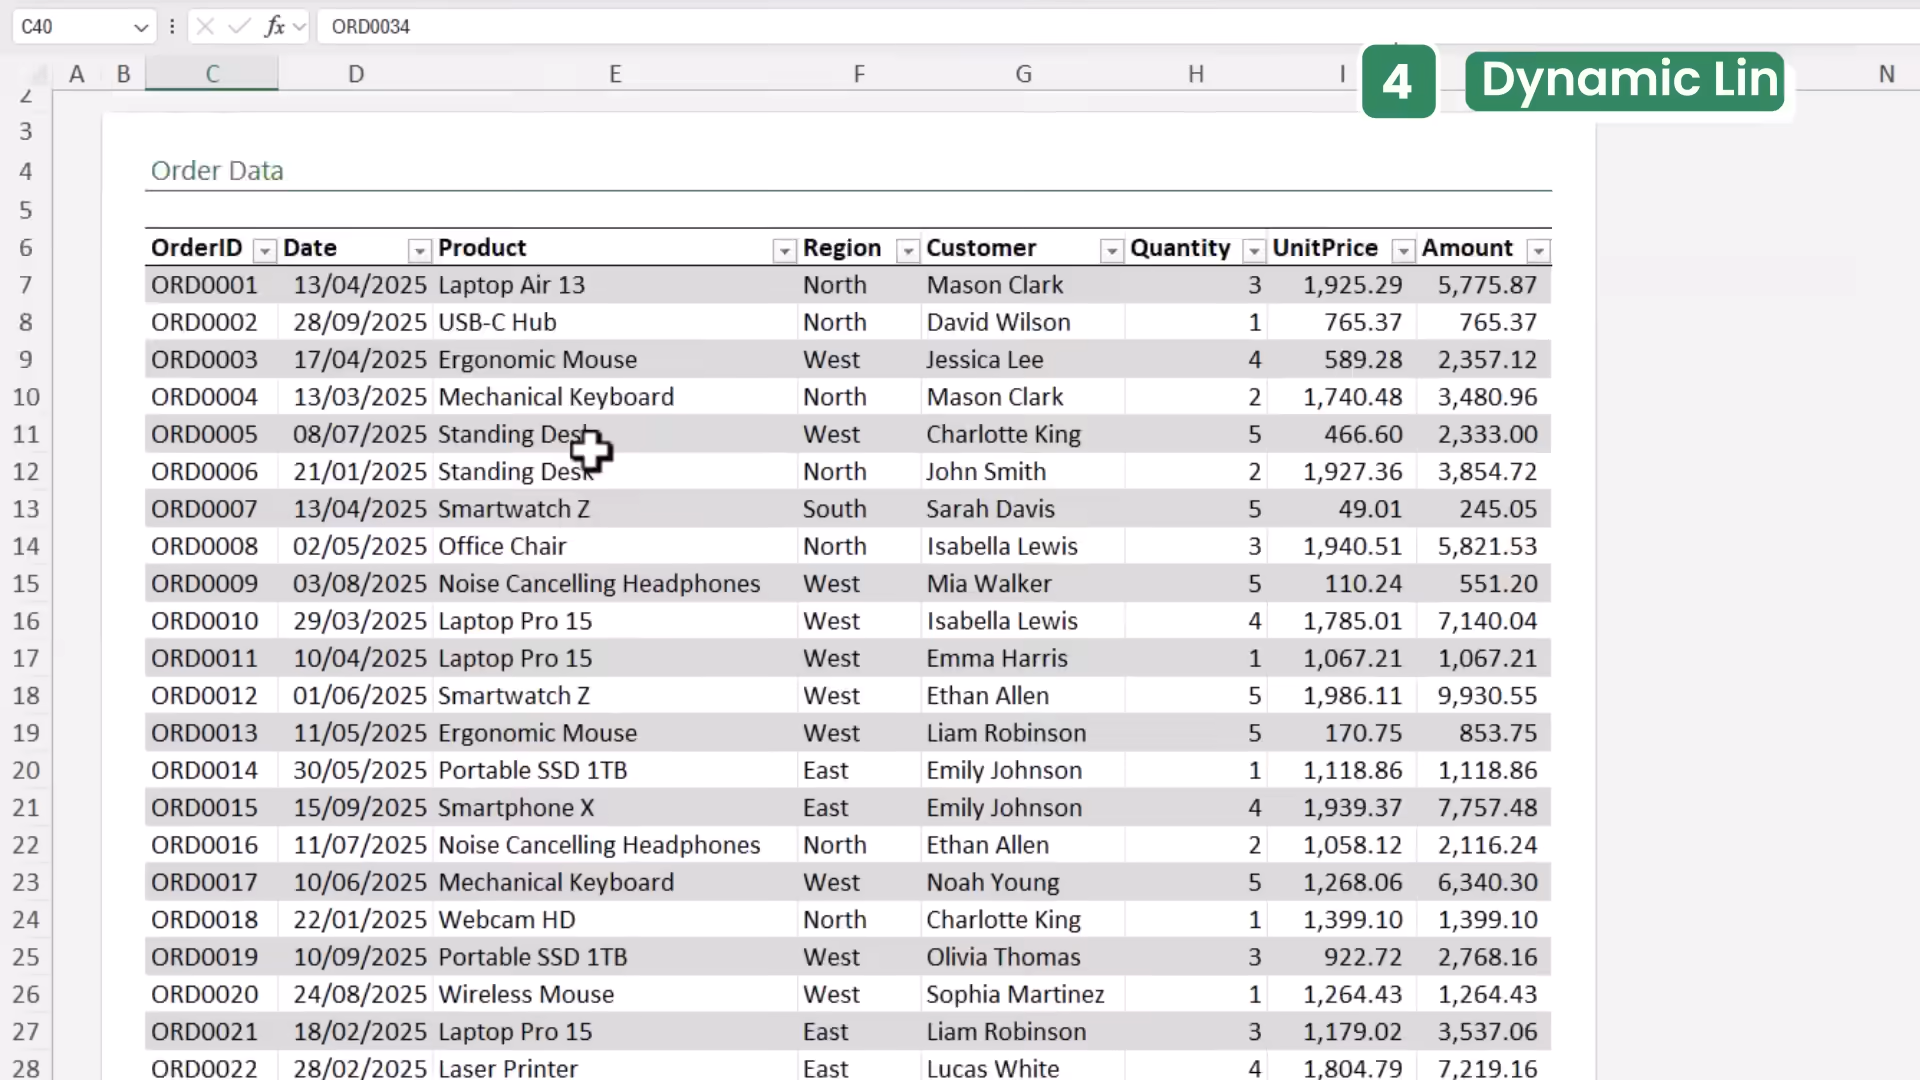 C40 fx ORD0034
A B C D E F G H I N
4 Dynamic Lin
2
3
4 Order Data
5
6 OrderID Date Product Region Customer Quantity UnitPrice Amount
7 ORD0001 13/04/2025 Laptop Air 13 North Mason Clark 3 1,925.29 5,775.87
8 ORD0002 28/09/2025 USB-C Hub North David Wilson 1 765.37 765.37
9 ORD0003 17/04/2025 Ergonomic Mouse West Jessica Lee 4 589.28 2,357.12
10 ORD0004 13/03/2025 Mechanical Keyboard North Mason Clark 2 1,740.48 3,480.96
11 ORD0005 08/07/2025 Standing Desk West Charlotte King 5 466.60 2,333.00
12 ORD0006 21/01/2025 Standing Desk North John Smith 2 1,927.36 3,854.72
13 ORD0007 13/04/2025 Smartwatch Z South Sarah Davis 5 49.01 245.05
14 ORD0008 02/05/2025 Office Chair North Isabella Lewis 3 1,940.51 5,821.53
15 ORD0009 03/08/2025 Noise Cancelling Headphones West Mia Walker 5 110.24 551.20
16 ORD0010 29/03/2025 Laptop Pro 15 West Isabella Lewis 4 1,785.01 7,140.04
17 ORD0011 10/04/2025 Laptop Pro 15 West Emma Harris 1 1,067.21 1,067.21
18 ORD0012 01/06/2025 Smartwatch Z West Ethan Allen 5 1,986.11 9,930.55
19 ORD0013 11/05/2025 Ergonomic Mouse West Liam Robinson 5 170.75 853.75
20 ORD0014 30/05/2025 Portable SSD 1TB East Emily Johnson 1 1,118.86 1,118.86
21 ORD0015 15/09/2025 Smartphone X East Emily Johnson 4 1,939.37 7,757.48
22 ORD0016 11/07/2025 Noise Cancelling Headphones North Ethan Allen 2 1,058.12 2,116.24
23 ORD0017 10/06/2025 Mechanical Keyboard West Noah Young 5 1,268.06 6,340.30
24 ORD0018 22/01/2025 Webcam HD North Charlotte King 1 1,399.10 1,399.10
25 ORD0019 10/09/2025 Portable SSD 1TB West Olivia Thomas 3 922.72 2,768.16
26 ORD0020 24/08/2025 Wireless Mouse West Sophia Martinez 1 1,264.43 1,264.43
27 ORD0021 18/02/2025 Laptop Pro 15 East Liam Robinson 3 1,179.02 3,537.06
28 ORD0022 28/02/2025 Laser Printer East Lucas White 4 1,804.79 7,219.16